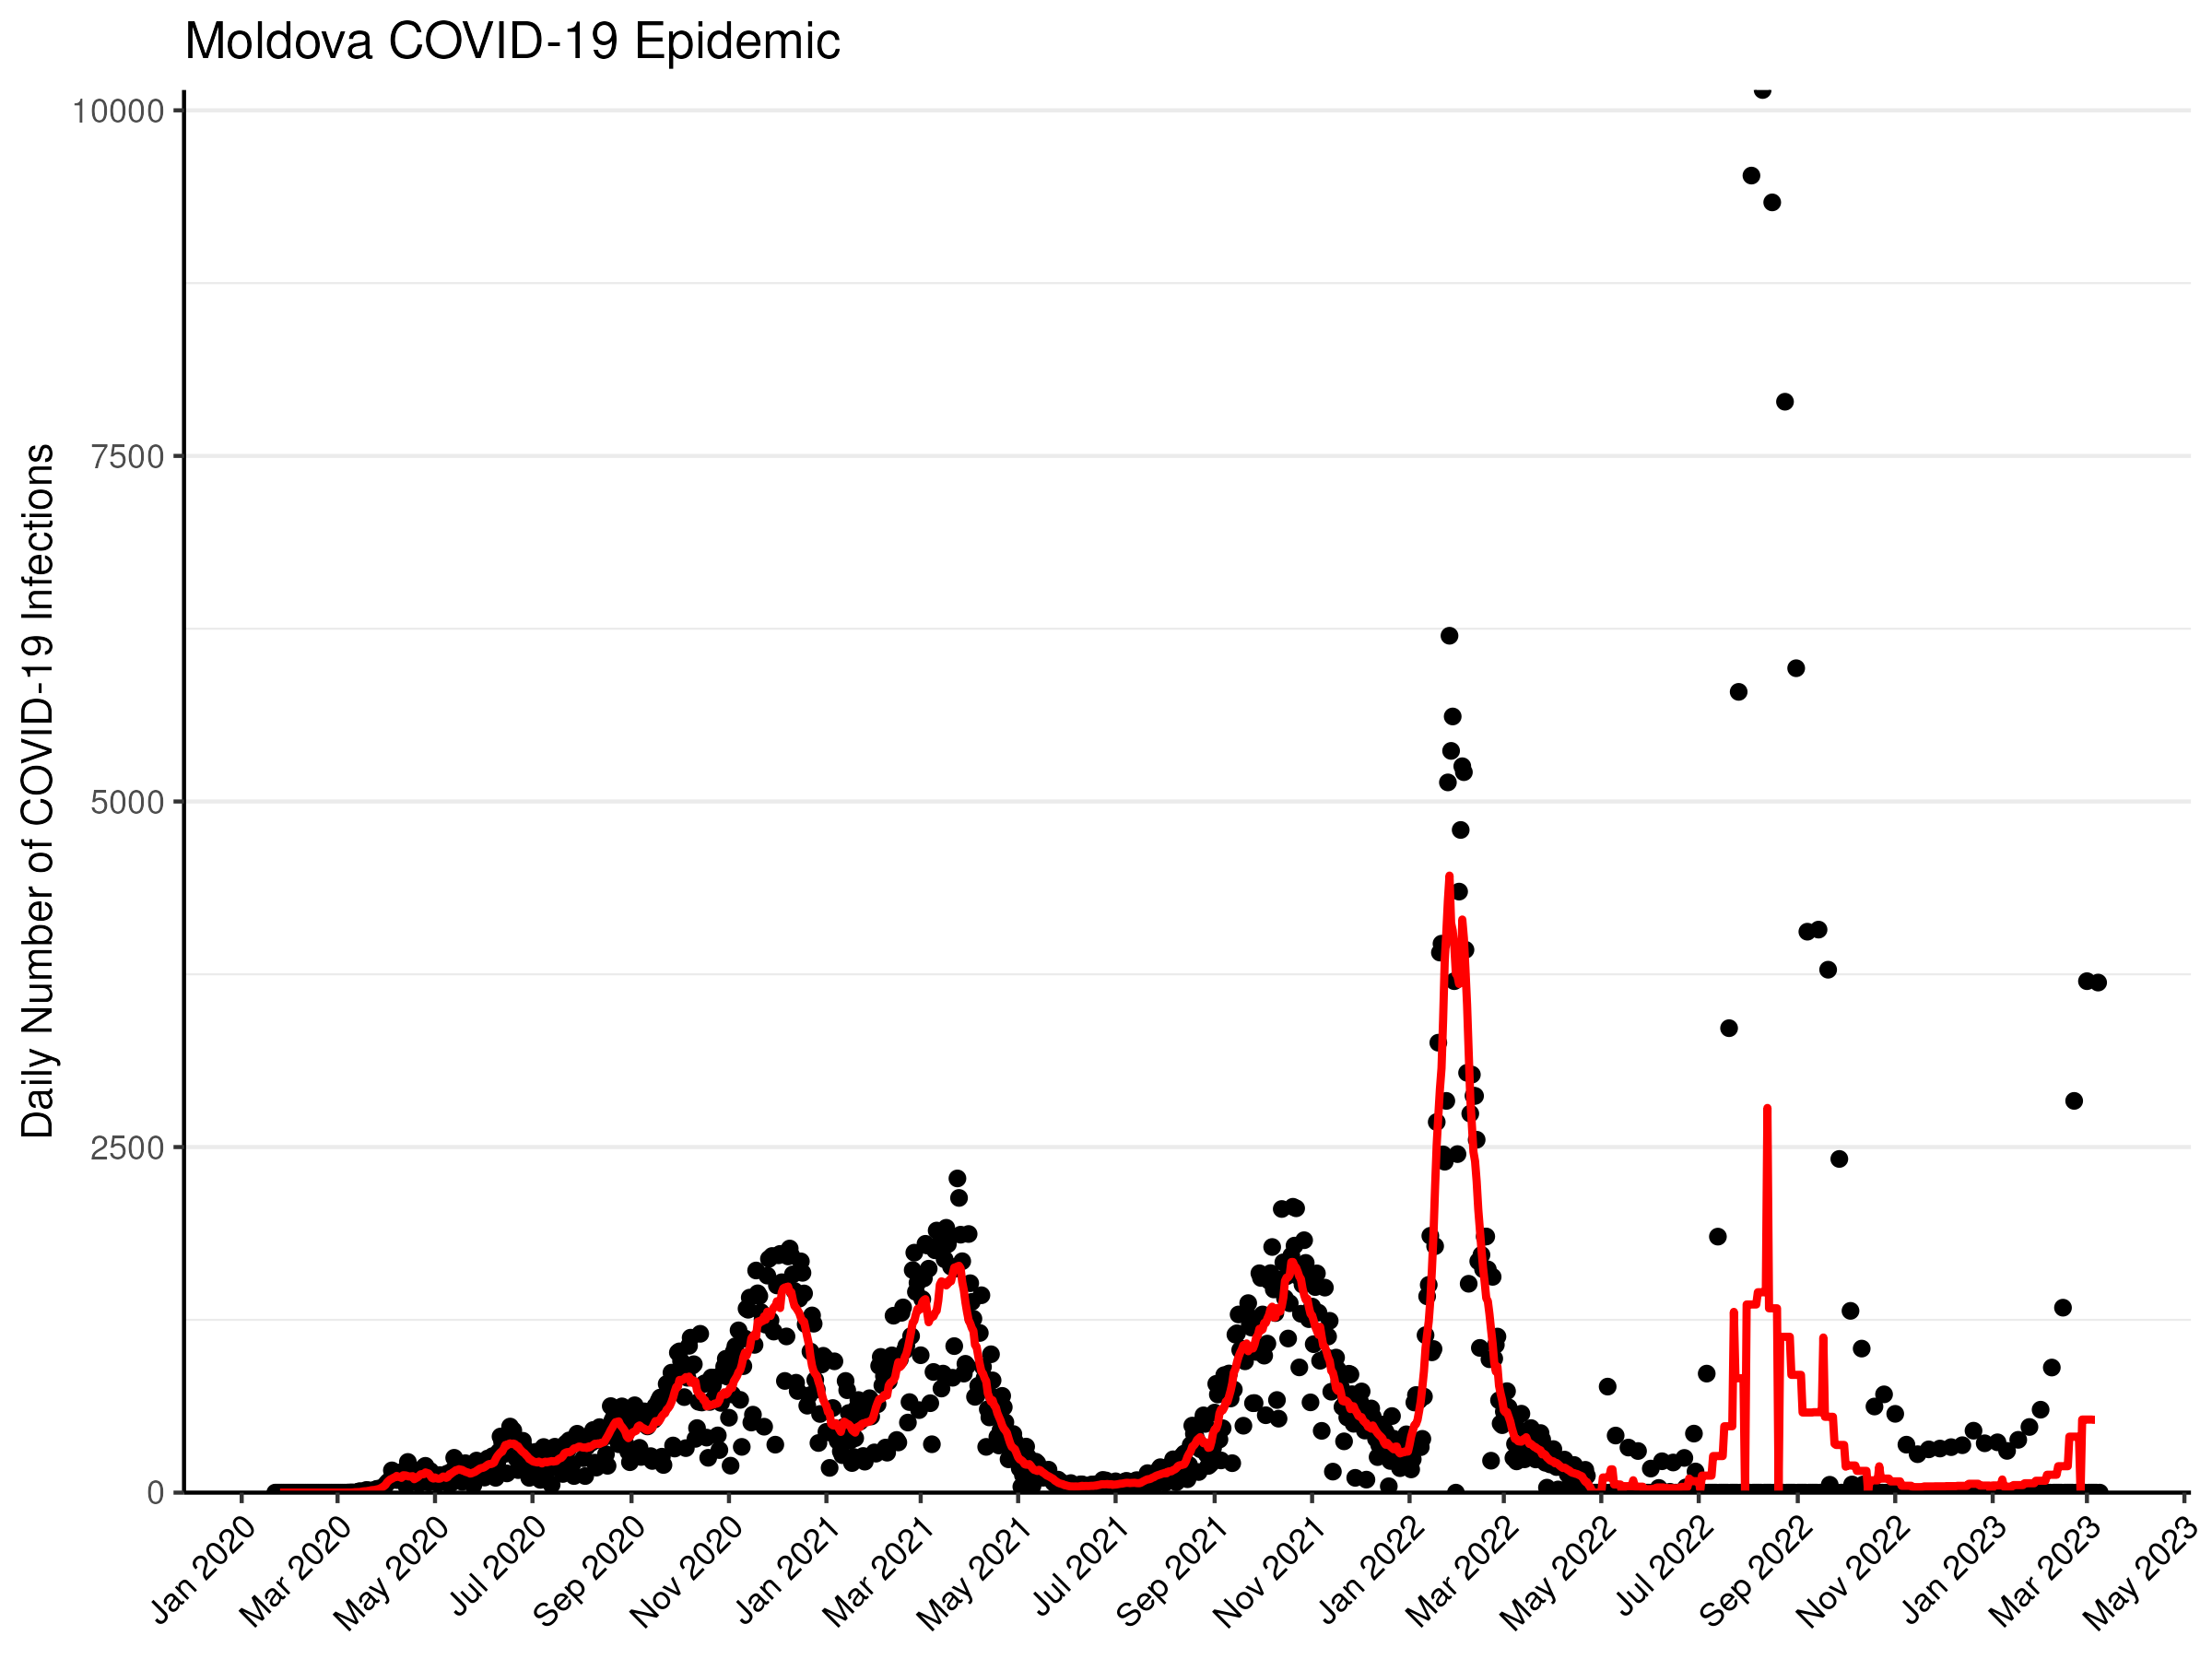 Moldova COVID-19 Epidemic
Daily Number of COVID-19 Infections
10000
7500
5000
2500
0
Jan 2020
Mar 2020
May 2020
Jul 2020
Sep 2020
Nov 2020
Jan 2021
Mar 2021
May 2021
Jul 2021
Sep 2021
Nov 2021
Jan 2022
Mar 2022
May 2022
Jul 2022
Sep 2022
Nov 2022
Jan 2023
Mar 2023
May 2023